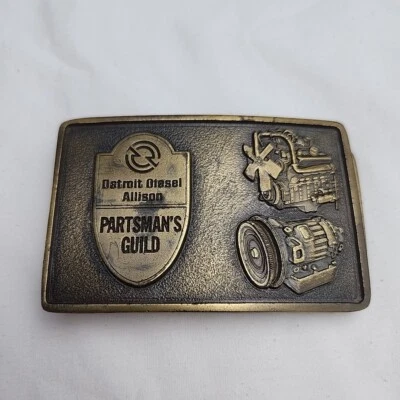 Detroit Diesel
Allison
PARTSMAN'S
GUILD